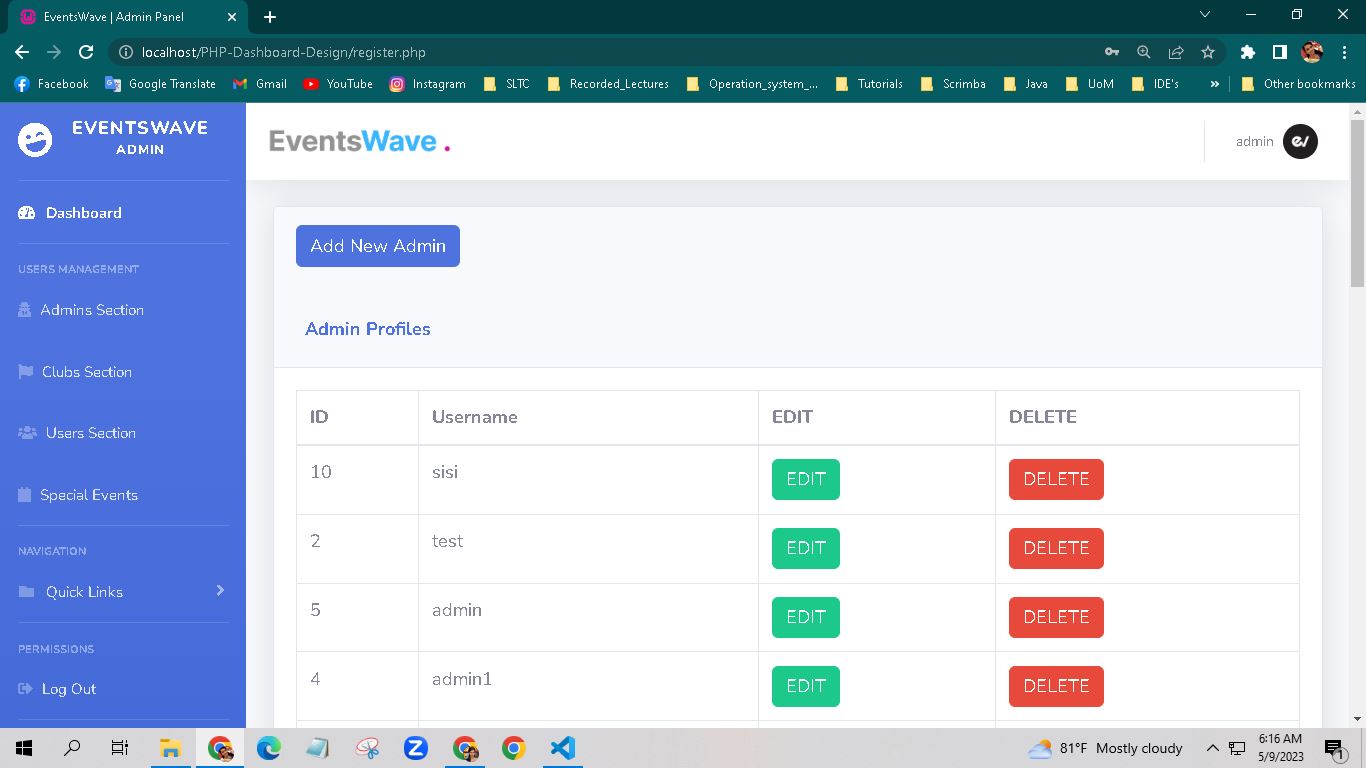 EventsWave | Admin Panel
localhost/PHP-Dashboard-Design/register.php
Facebook Google Translate Gmail YouTube Instagram SLTC Recorded_Lectures Operation_system_... Tutorials Scrimba Java UoM IDE's » Other bookmarks
EVENTSWAVE
ADMIN
EventsWave .
admin
ev
Dashboard
USERS MANAGEMENT
Admins Section
Clubs Section
Users Section
Special Events
NAVIGATION
Quick Links
PERMISSIONS
Log Out
Add New Admin
Admin Profiles
ID Username EDIT DELETE
10 sisi EDIT DELETE
2 test EDIT DELETE
5 admin EDIT DELETE
4 admin1 EDIT DELETE
81°F Mostly cloudy
6:16 AM
5/9/2023
1